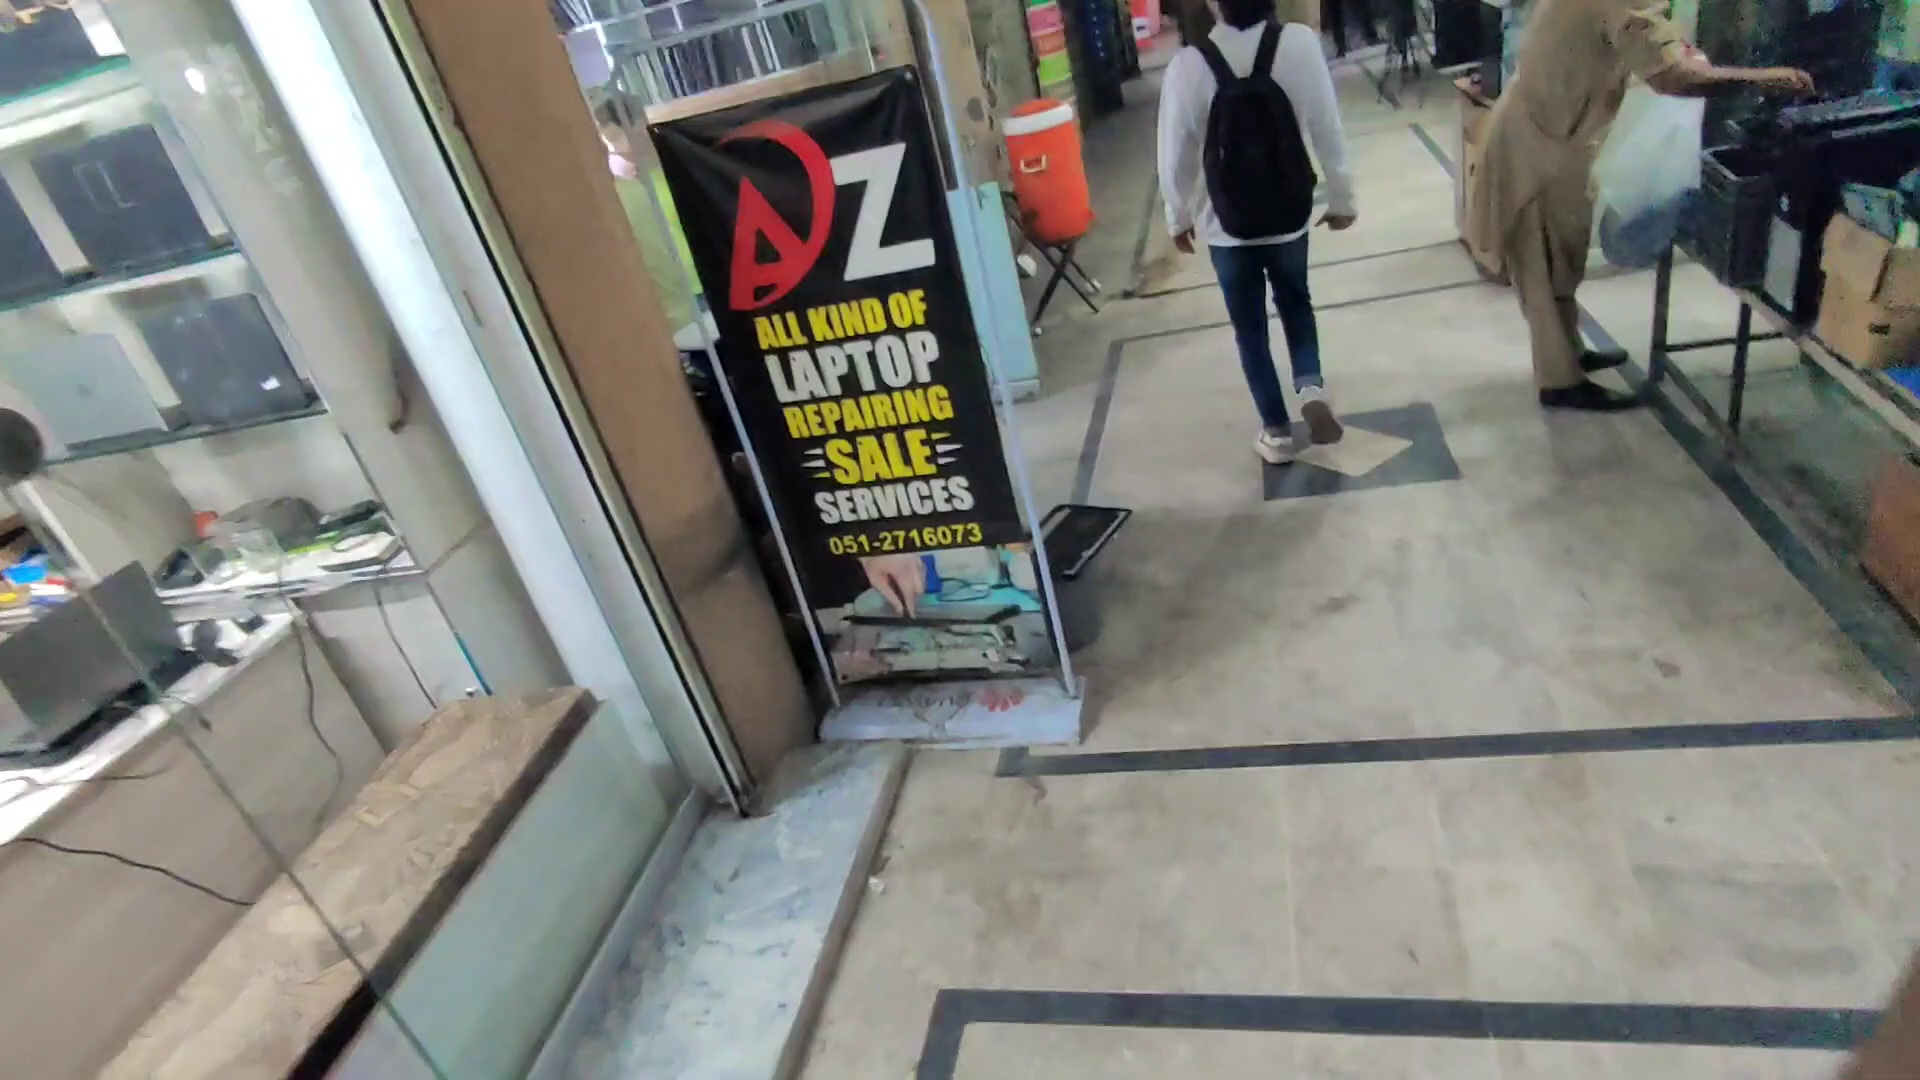 AZ
ALL KIND OF
LAPTOP
REPAIRING
SALE
SERVICES
051-2716073